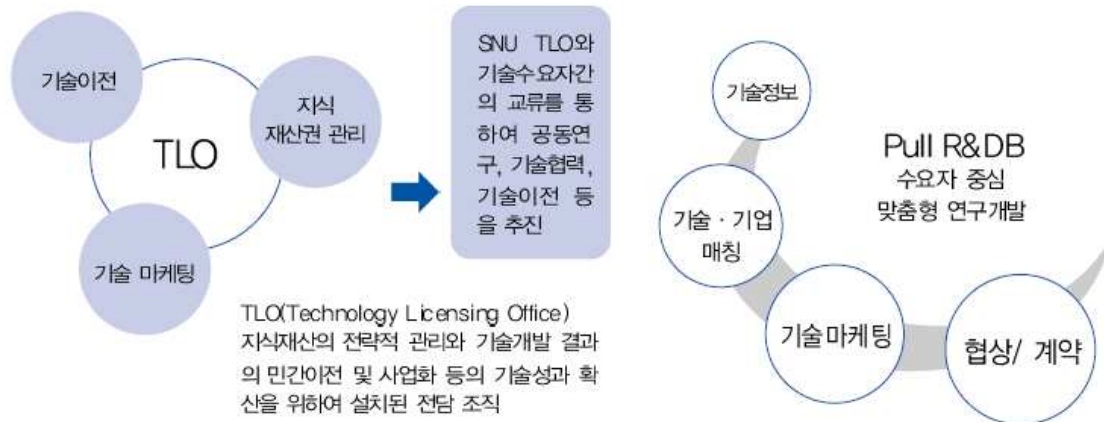 기술이전
지식
재산권 관리
TLO
기술 마케팅
SNU TLO와
기술수요자간
의 교류를 통
하여 공동연
구, 기술협력,
기술이전 등
을 추진
TLO(Technology Licensing Office)
지식재산의 전략적 관리와 기술개발 결과
의 민간이전 및 사업화 등의 기술성과 확
산을 위하여 설치된 전담 조직
기술정보
Pull R&DB
수요자 중심
맞춤형 연구개발
기술 · 기업
매칭
기술마케팅
협상/ 계약